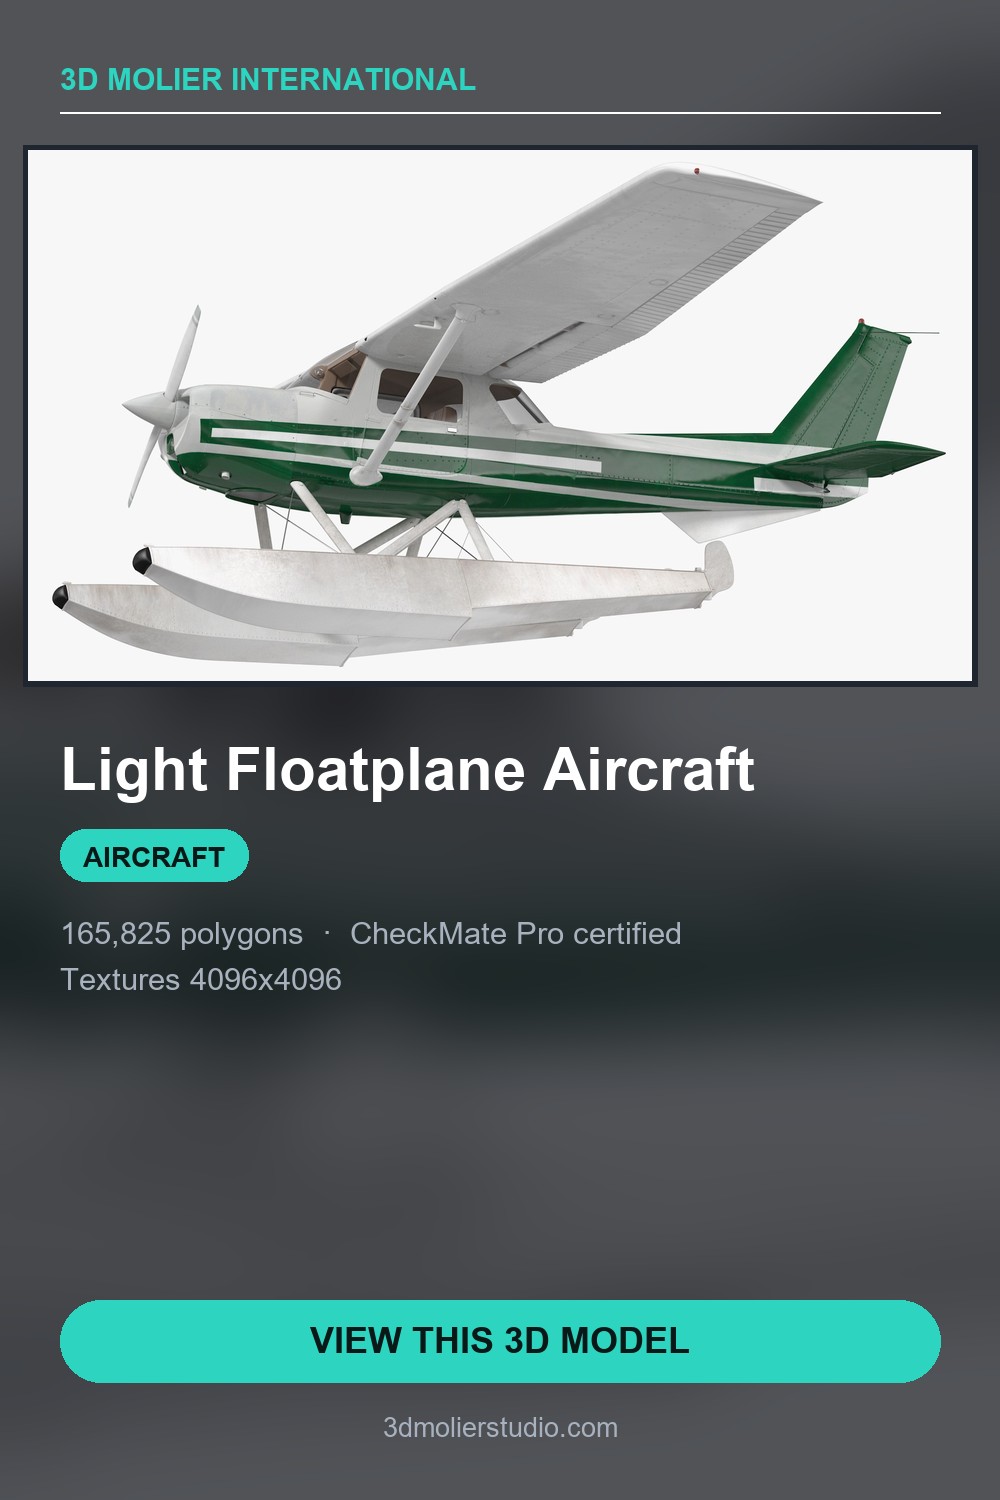 3D MOLIER INTERNATIONAL
Light Floatplane Aircraft
AIRCRAFT
165,825 polygons · CheckMate Pro certified
Textures 4096x4096
VIEW THIS 3D MODEL
3dmolierstudio.com